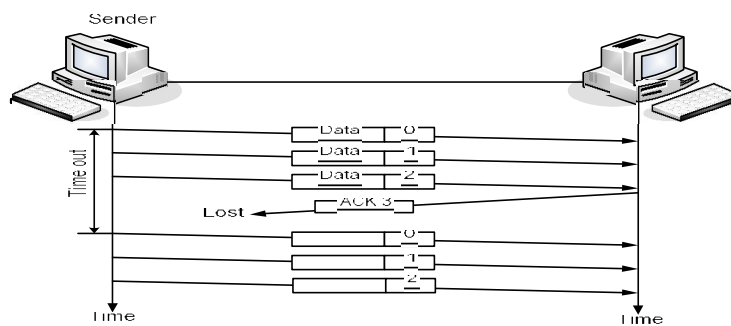 Sender
Data 0
Data 1
Data 2
Time out
ACK 3
Lost
0
1
2
Time
Time